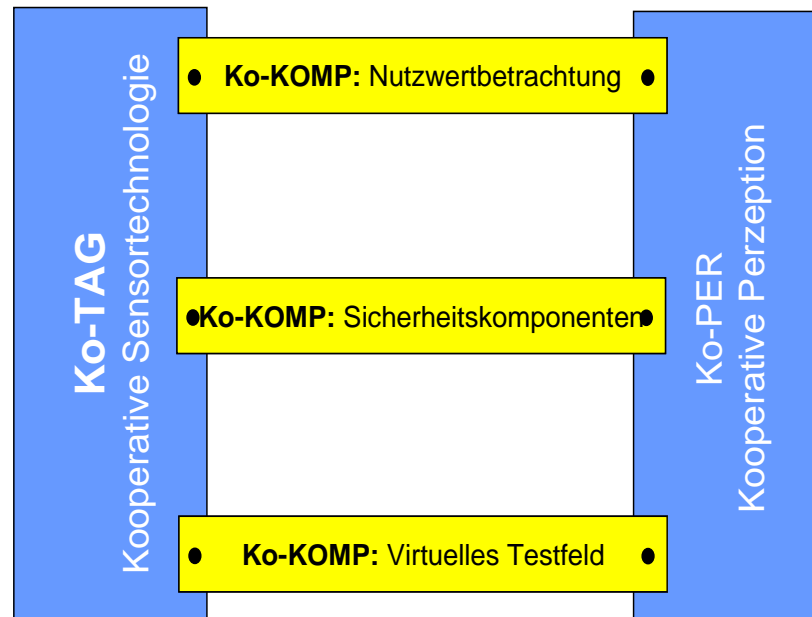 Ko-TAG
Kooperative Sensortechnologie
Ko-KOMP: Nutzwertbetrachtung
Ko-KOMP: Sicherheitskomponenten
Ko-KOMP: Virtuelles Testfeld
Ko-PER
Kooperative Perzeption